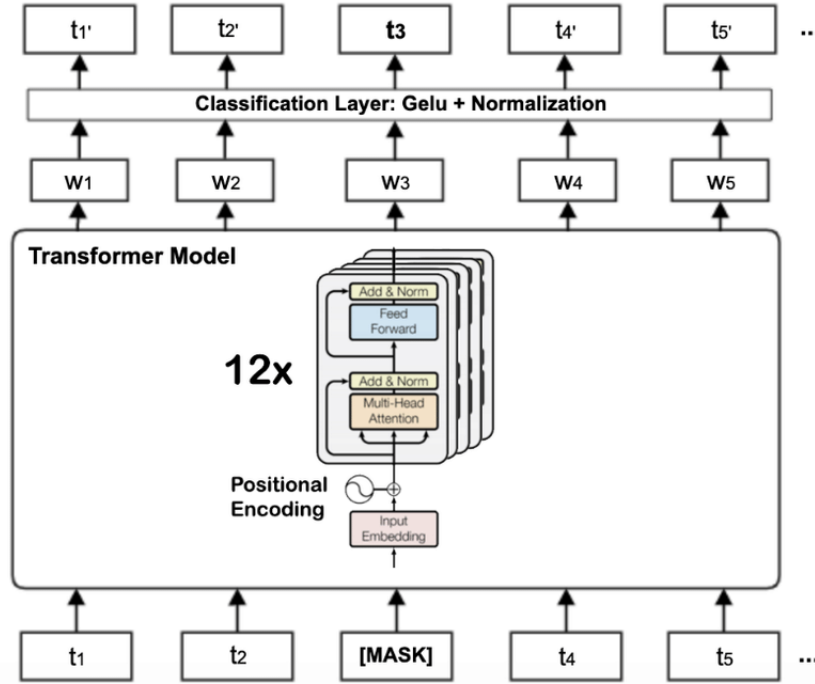 t1' t2' t3 t4' t5' ...
Classification Layer: Gelu + Normalization
w1 w2 w3 w4 w5
Transformer Model
Add & Norm
Feed
Forward
12x
Add & Norm
Multi-Head
Attention
Positional
Encoding
Input
Embedding
t1 t2 [MASK] t4 t5 ...